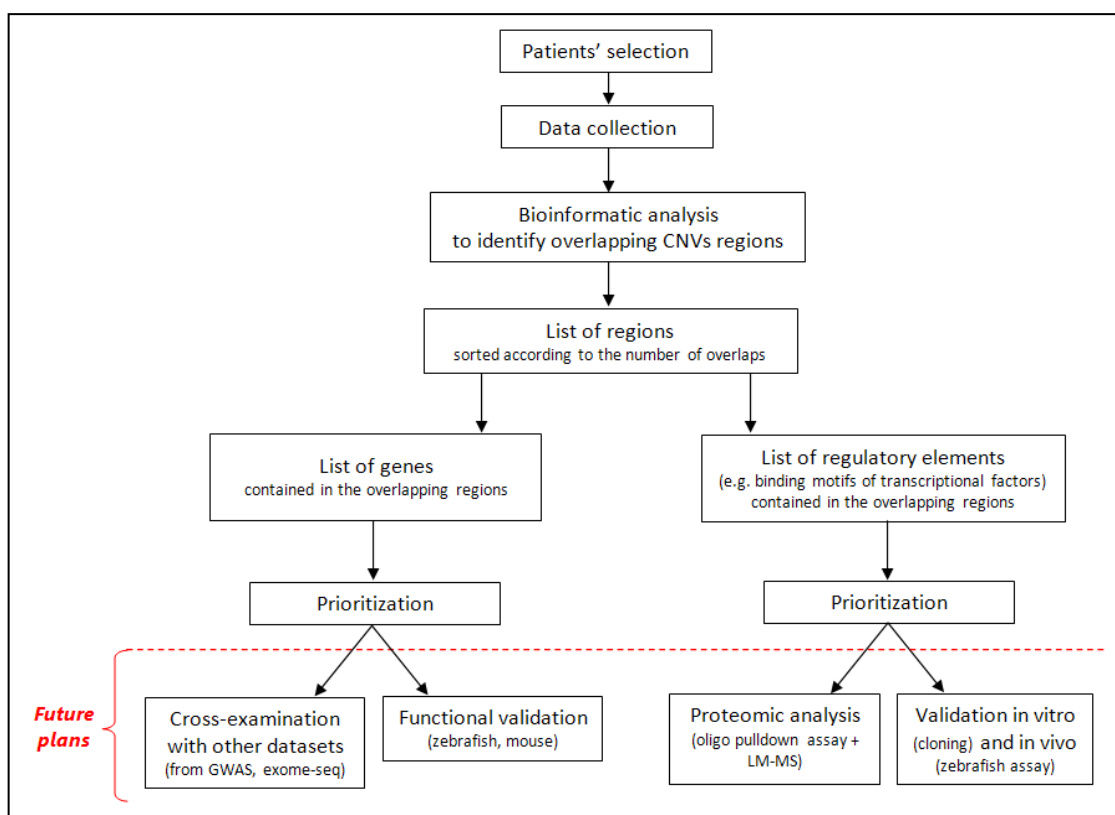 Patients’ selection
Data collection
Bioinformatic analysis
to identify overlapping CNVs regions
List of regions
sorted according to the number of overlaps
List of genes
contained in the overlapping regions
List of regulatory elements
(e.g. binding motifs of transcriptional factors)
contained in the overlapping regions
Prioritization
Prioritization
Future
plans
Cross-examination
with other datasets
(from GWAS, exome-seq)
Functional validation
(zebrafish, mouse)
Proteomic analysis
(oligo pulldown assay +
LM-MS)
Validation in vitro
(cloning) and in vivo
(zebrafish assay)